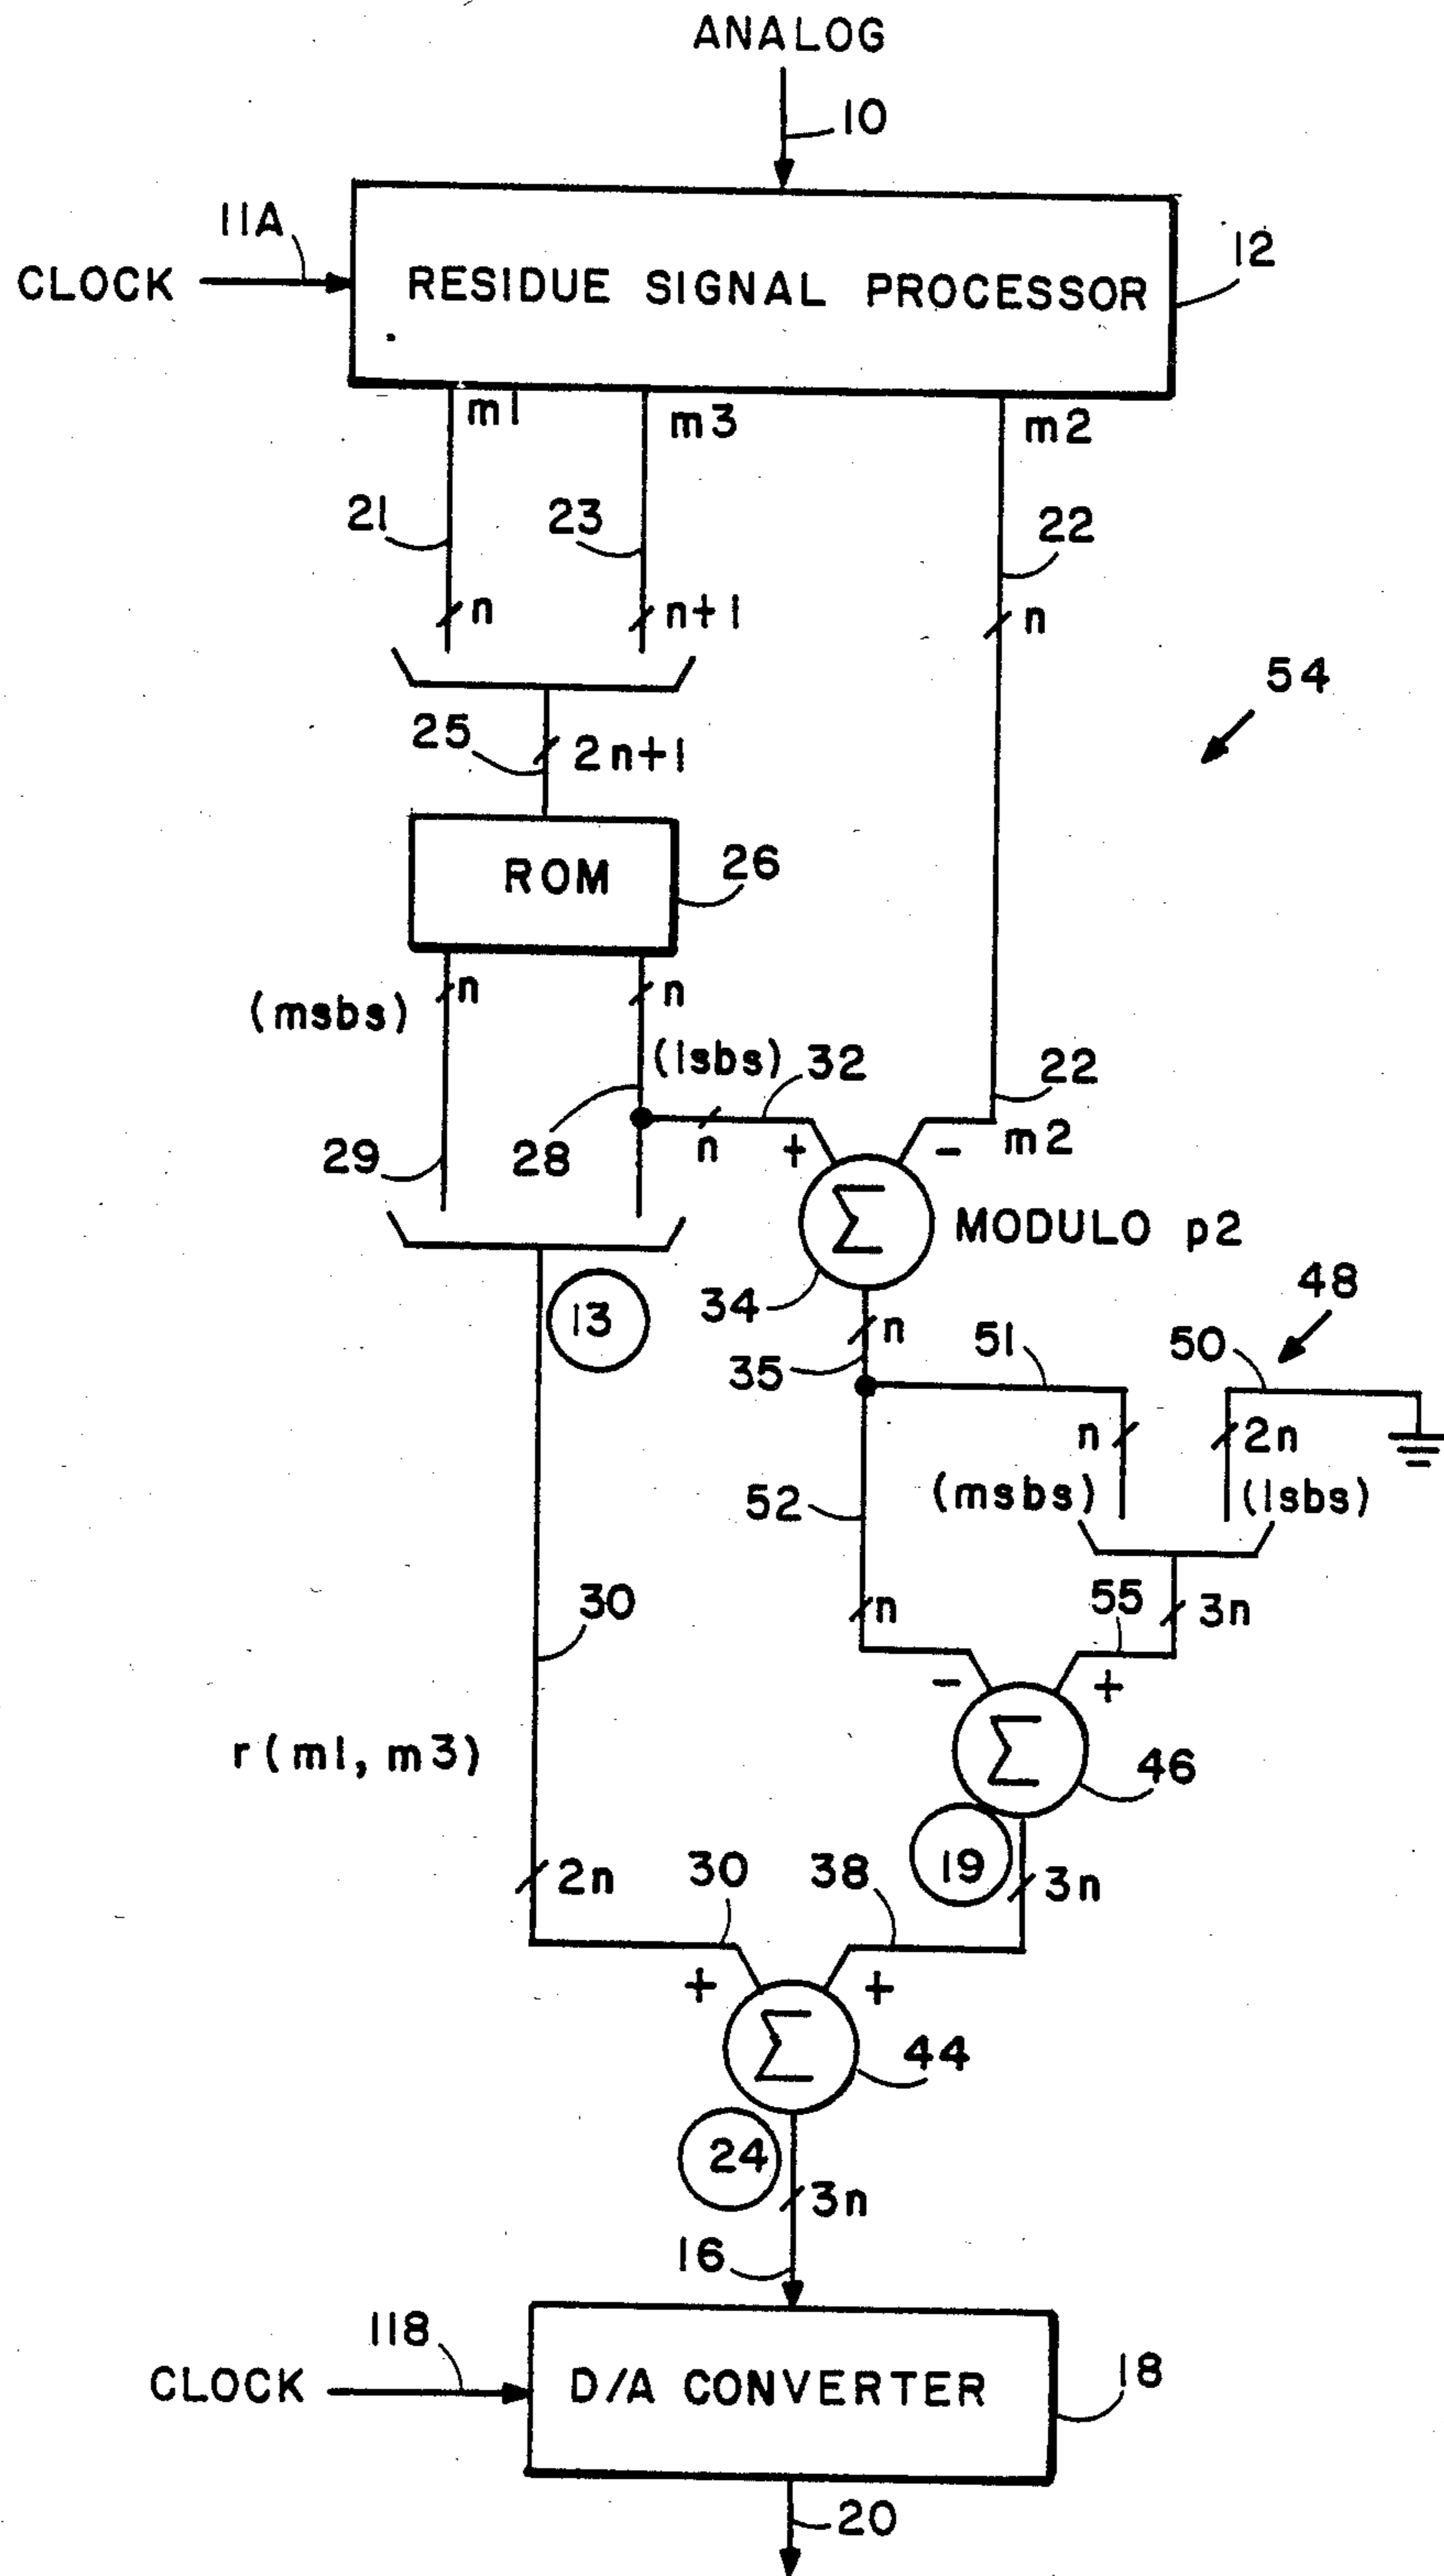 ANALOG
10
11A
CLOCK
RESIDUE SIGNAL PROCESSOR
12
m1
m3
m2
21
23
22
n
n+1
n
54
25
2n+1
ROM
26
(msbs)
n
n
(lsbs)
32
22
29
28
n
+
-
m2
Σ
MODULO p2
13
34
n
48
35
51
50
n
2n
52
(msbs)
(lsbs)
30
n
55
3n
-
+
r(m1, m3)
Σ
46
19
2n
30
38
3n
+
+
Σ
44
24
3n
16
118
CLOCK
D/A CONVERTER
18
20